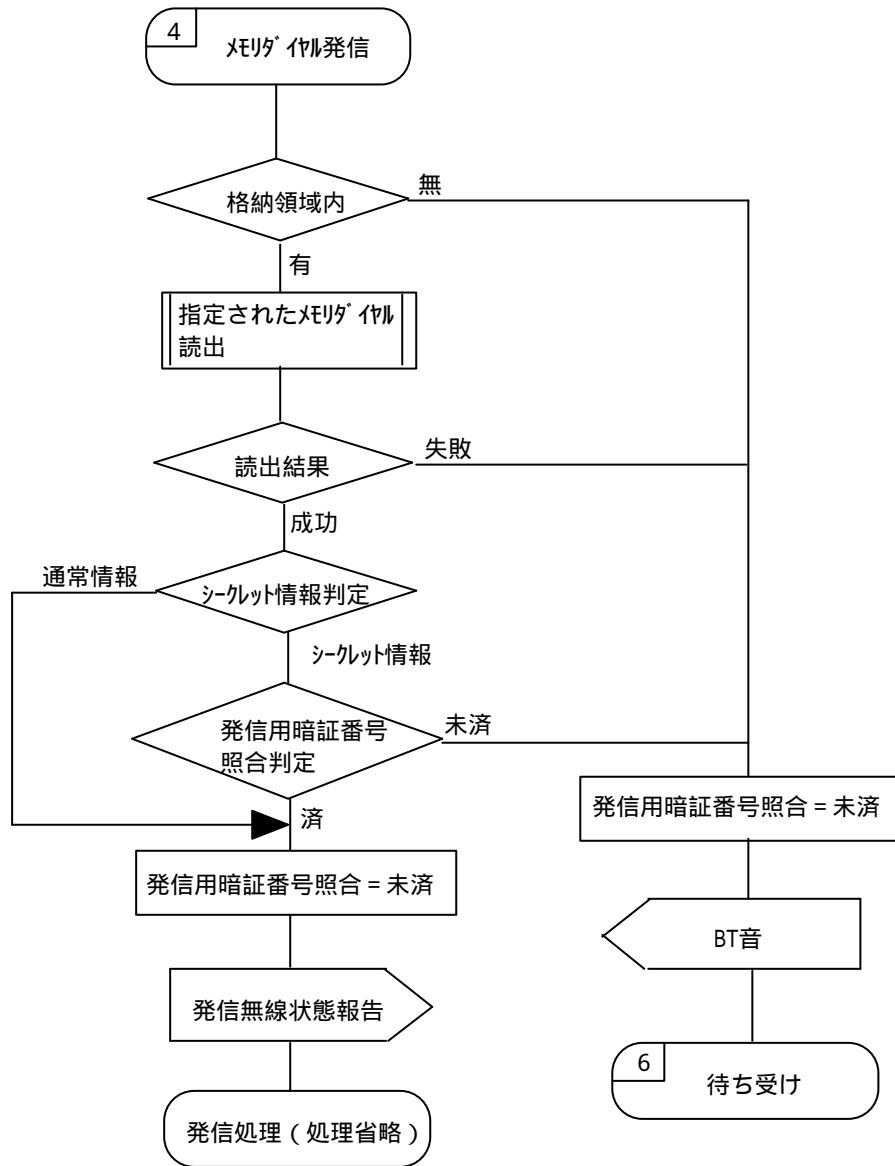 4
ﾒﾓﾘﾀﾞｲﾔﾙ発信
格納領域内
無
有
指定されたﾒﾓﾘﾀﾞｲﾔﾙ
読出
読出結果
失敗
成功
通常情報
ｼｰｸﾚｯﾄ情報判定
ｼｰｸﾚｯﾄ情報
発信用暗証番号
照合判定
未済
済
発信用暗証番号照合 = 未済
発信用暗証番号照合 = 未済
BT音
発信無線状態報告
6
待ち受け
発信処理（処理省略）